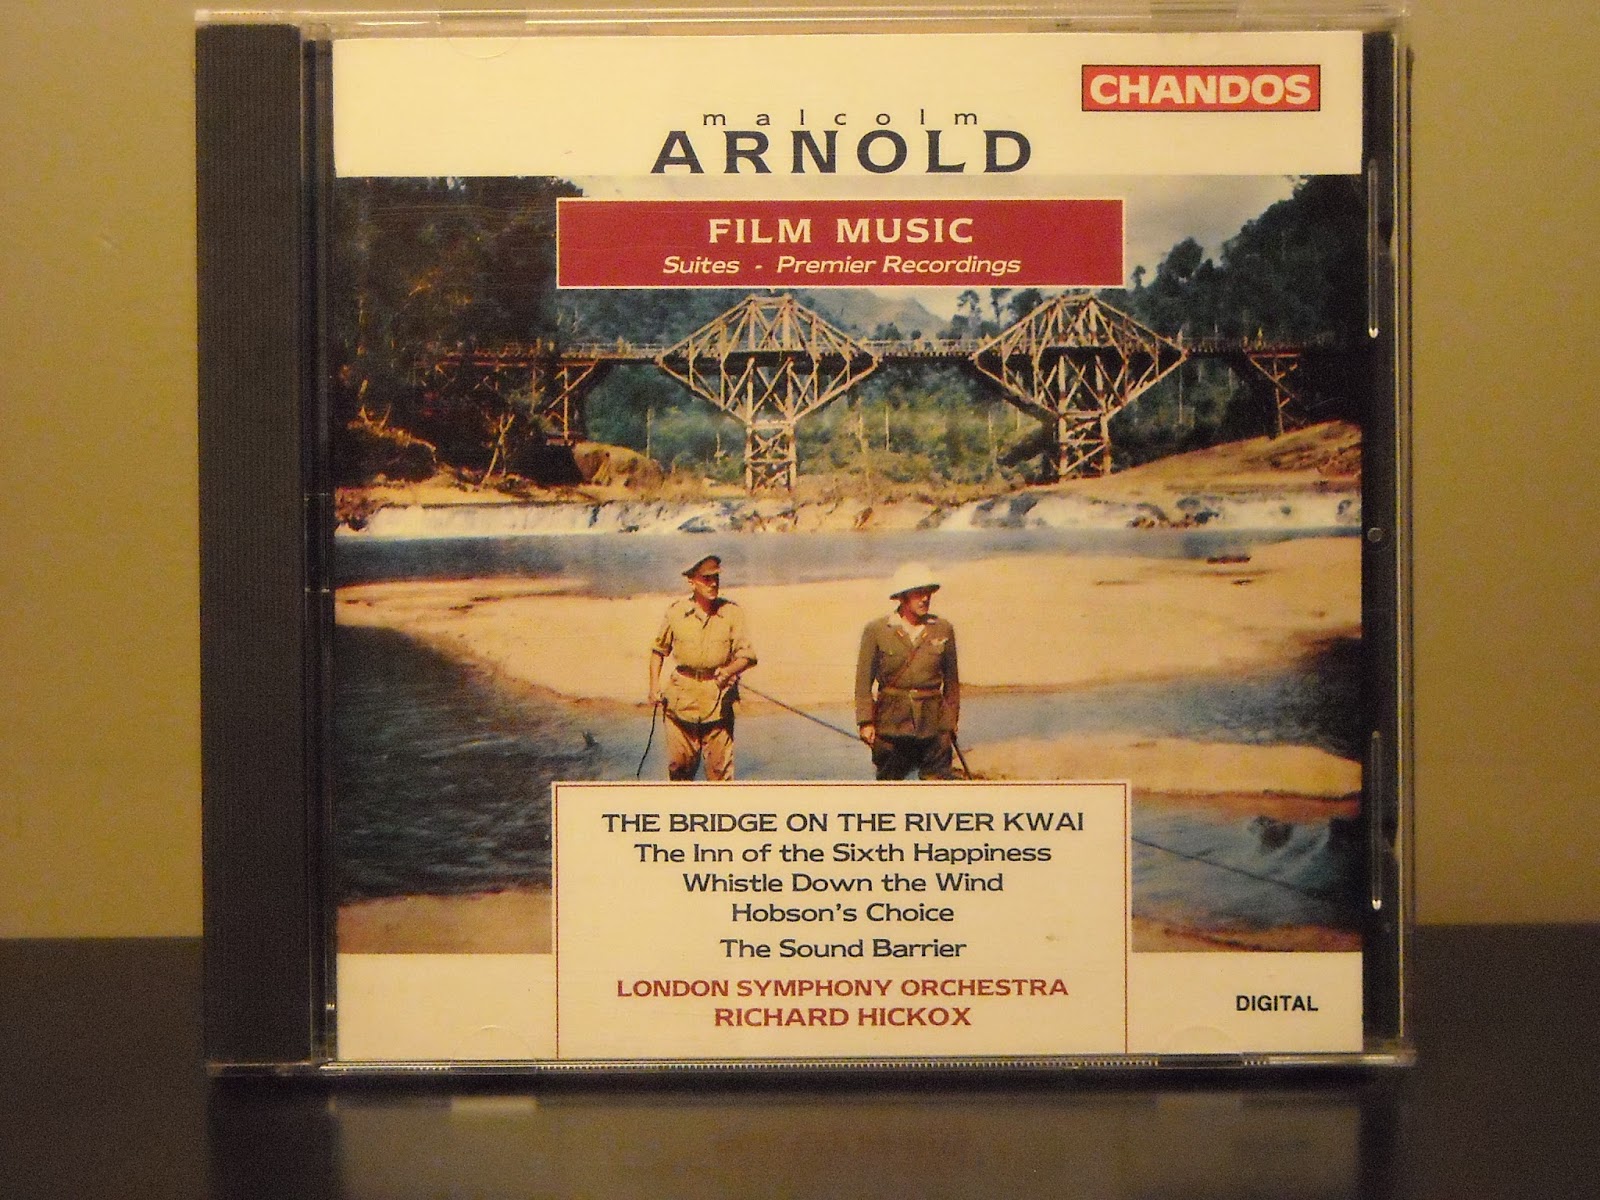 CHANDOS
malcolm
ARNOLD
FILM MUSIC
Suites - Premier Recordings
THE BRIDGE ON THE RIVER KWAI
The Inn of the Sixth Happiness
Whistle Down the Wind
Hobson's Choice
The Sound Barrier
LONDON SYMPHONY ORCHESTRA
RICHARD HICKOX
DIGITAL